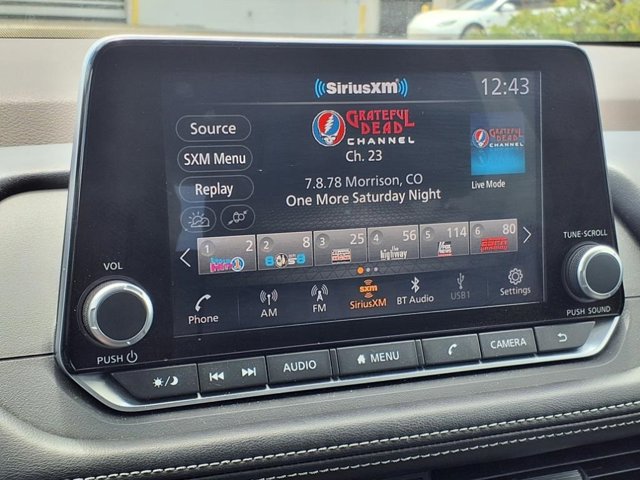 SiriusXM
12:43
GRATEFUL
DEAD
CHANNEL
Ch. 23
Source
SXM Menu
Replay
7.8.78 Morrison, CO
One More Saturday Night
Live Mode
1 2
2 8
3 25
4 56
5 114
6 80
highway
Phone
AM
FM
sxm
SiriusXM
BT Audio
USB1
Settings
VOL
PUSH
TUNE·SCROLL
PUSH SOUND
AUDIO
MENU
CAMERA